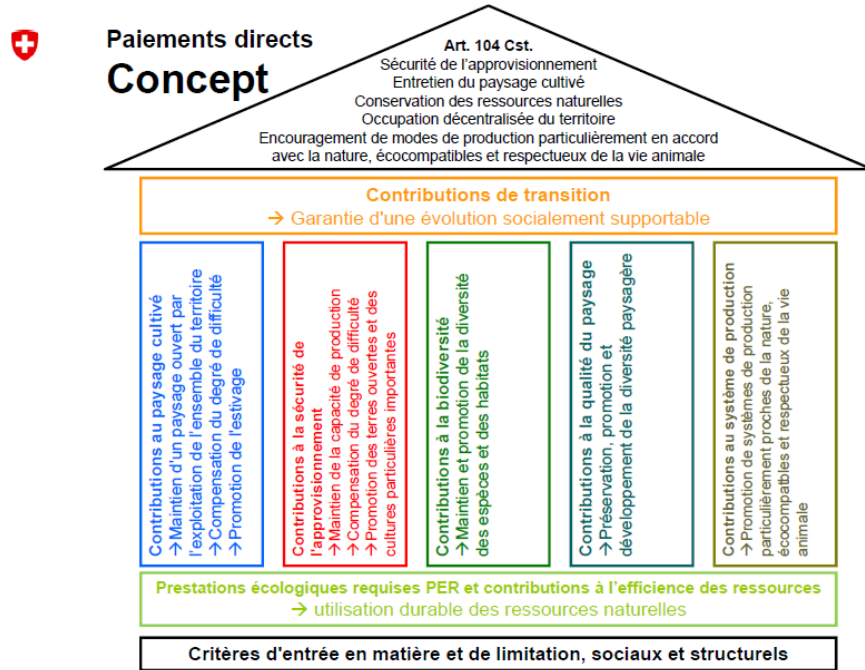 Paiements directs
Concept
Art. 104 Cst.
Sécurité de l'approvisionnement
Entretien du paysage cultivé
Conservation des ressources naturelles
Occupation décentralisée du territoire
Encouragement de modes de production particulièrement en accord
avec la nature, écocompatibles et respectueux de la vie animale
Contributions de transition
→ Garantie d'une évolution socialement supportable
Contributions au paysage cultivé
→Maintien d'un paysage ouvert par
l'exploitation de l'ensemble du territoire
→Compensation du degré de difficulté
→Promotion de l'estivage
Contributions à la sécurité de
l'approvisionnement
→Maintien de la capacité de production
→Compensation du degré de difficulté
→Promotion des terres ouvertes et des
cultures particulières importantes
Contributions à la biodiversité
→Maintien et promotion de la diversité
des espèces et des habitats
Contributions à la qualité du paysage
→Préservation, promotion et
développement de la diversité paysagère
Contributions au système de production
→Promotion de systèmes de production
particulièrement proches de la nature,
écocompatibles et respectueux de la vie
animale
Prestations écologiques requises PER et contributions à l'efficience des ressources
→ utilisation durable des ressources naturelles
Critères d'entrée en matière et de limitation, sociaux et structurels